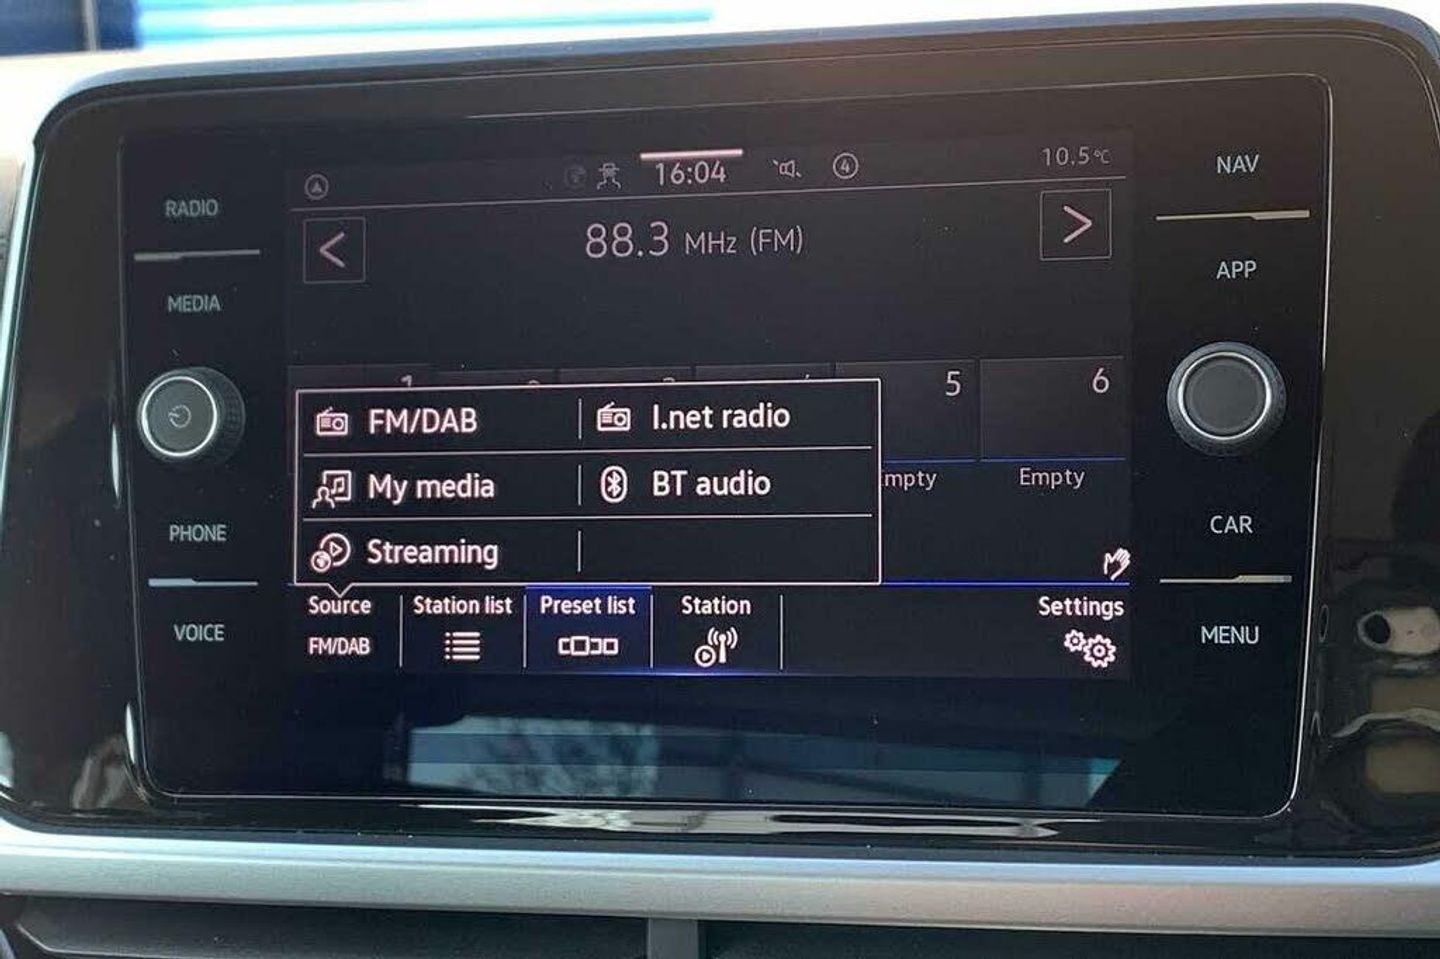 16:04
4
10.5°C
NAV
RADIO
88.3 MHz (FM)
APP
MEDIA
5
6
FM/DAB
I.net radio
My media
BT audio
Empty
PHONE
Streaming
CAR
Source
Station list
Preset list
Station
Settings
FM/DAB
VOICE
MENU